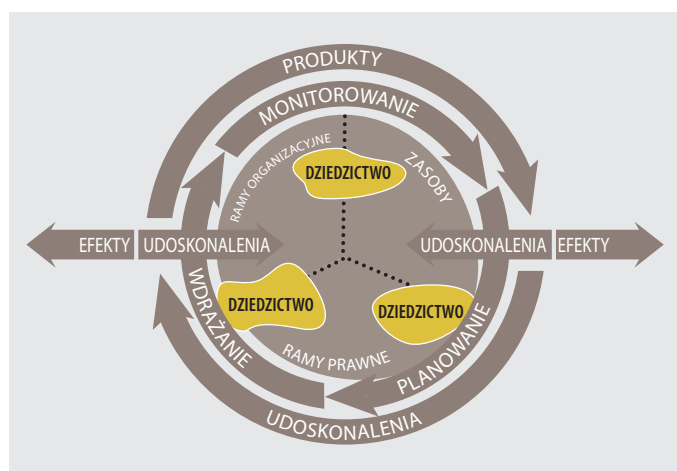 PRODUKTY
MONITOROWANIE
RAMY ORGANIZACYJNE
ZASOBY
DZIEDZICTWO
EFEKTY UDOSKONALENIA
UDOSKONALENIA EFEKTY
WDRAŻANIE
DZIEDZICTWO
DZIEDZICTWO
RAMY PRAWNE
PLANOWANIE
UDOSKONALENIA